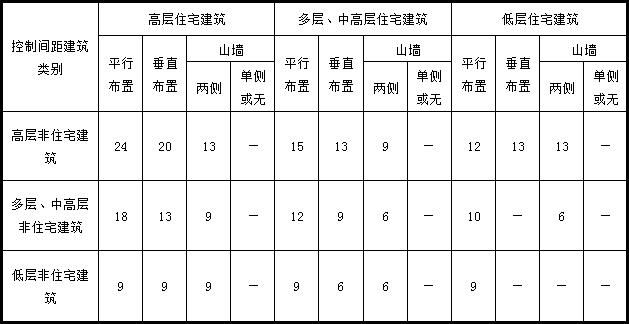 控制间距建筑类别 高层住宅建筑 多层、中高层住宅建筑 低层住宅建筑
平行布置 垂直布置 山墙 平行布置 垂直布置 山墙 平行布置 垂直布置 山墙
两侧 单侧或无 两侧 单侧或无 两侧 单侧或无
高层非住宅建筑 24 20 13 — 15 13 9 — 12 13 13 —
多层、中高层非住宅建筑 18 13 9 — 12 9 6 — 10 — 6 —
低层非住宅建筑 9 9 9 — 9 6 6 — 9 — — —